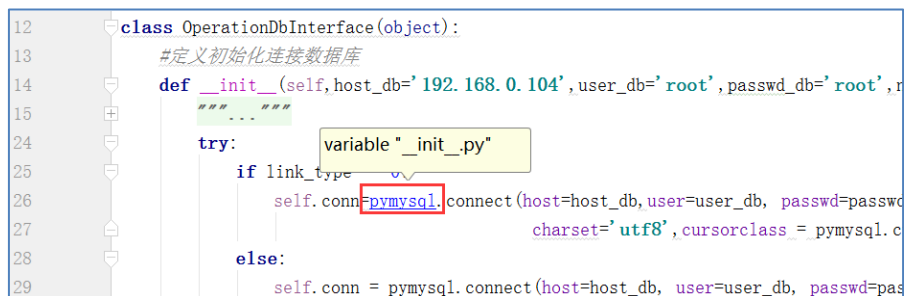 12 class OperationDbInterface(object):
13 #定义初始化连接数据库
14 def __init__(self,host_db='192.168.0.104',user_db='root',passwd_db='root',n
15 """..."""
24 try:
variable "__init__.py"
25 if link_type
26 self.conn=pymysql.connect(host=host_db,user=user_db, passwd=passwd
27 charset='utf8',cursorclass = pymysql.c
28 else:
29 self.conn = pymysql.connect(host=host_db, user=user_db, passwd=pas